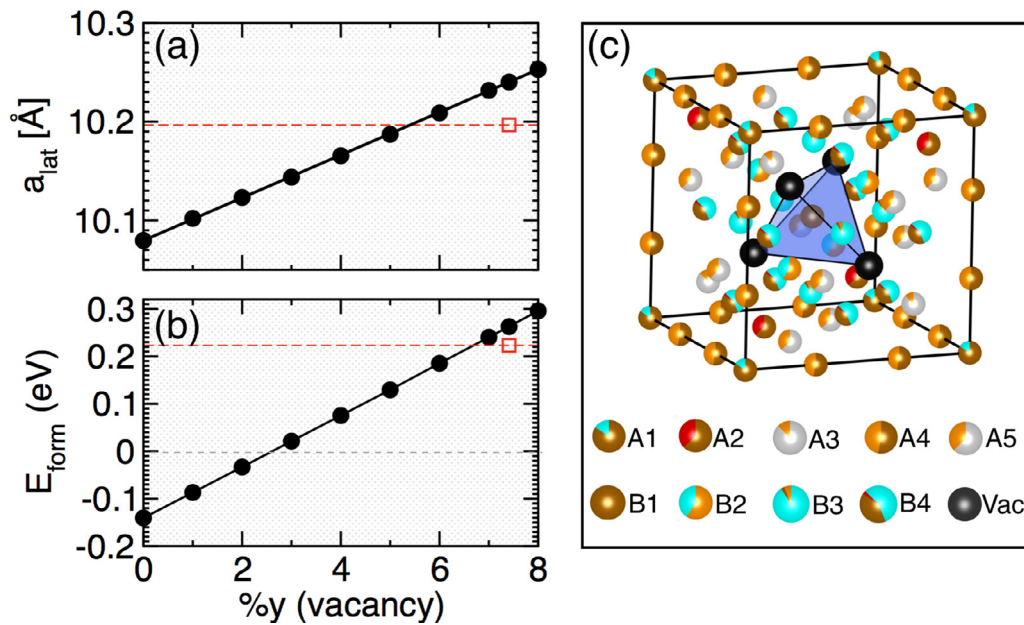 (a)
a_lat [Å]
10.3
10.2
10.1
(b)
E_form (eV)
0.3
0.2
0.1
0
-0.1
-0.2
0 2 4 6 8
%y (vacancy)
(c)
A1 A2 A3 A4 A5
B1 B2 B3 B4 Vac